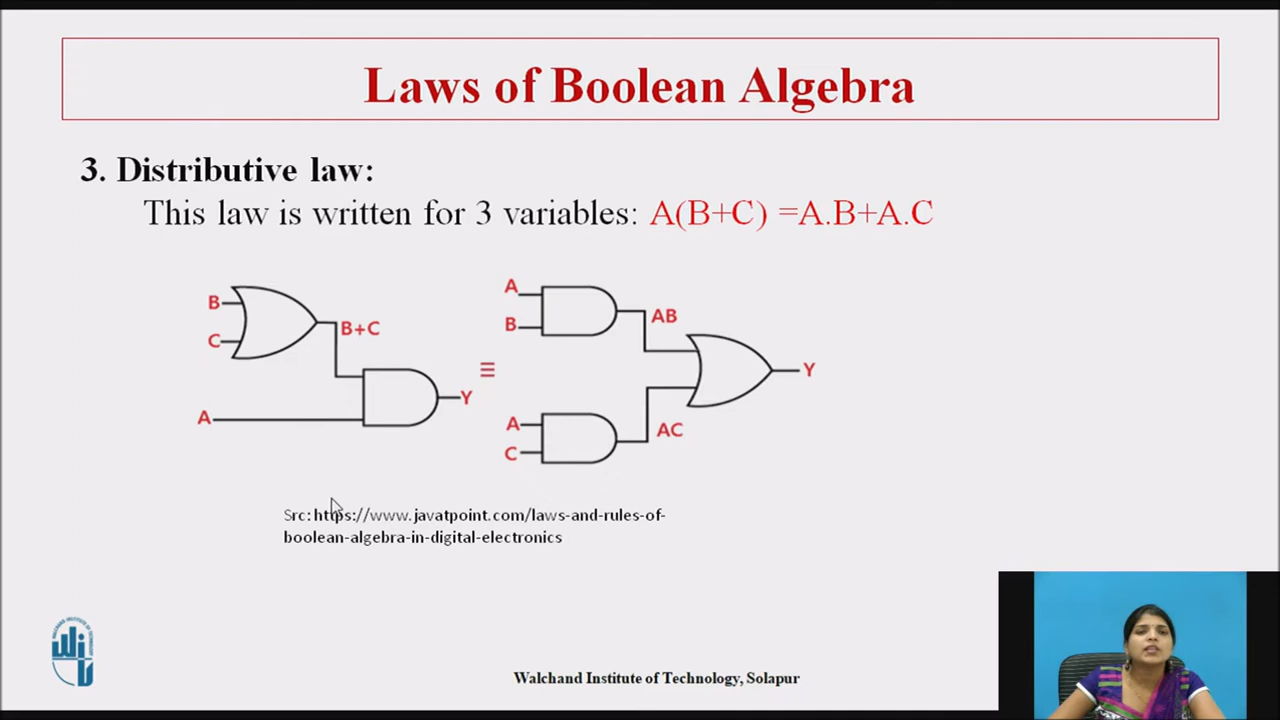 Laws of Boolean Algebra
3. Distributive law:
This law is written for 3 variables: A(B+C) =A.B+A.C
B
C
B+C
A
Y
≡
A
B
AB
A
C
AC
Y
Src: https://www.javatpoint.com/laws-and-rules-of-
boolean-algebra-in-digital-electronics
Walchand Institute of Technology, Solapur